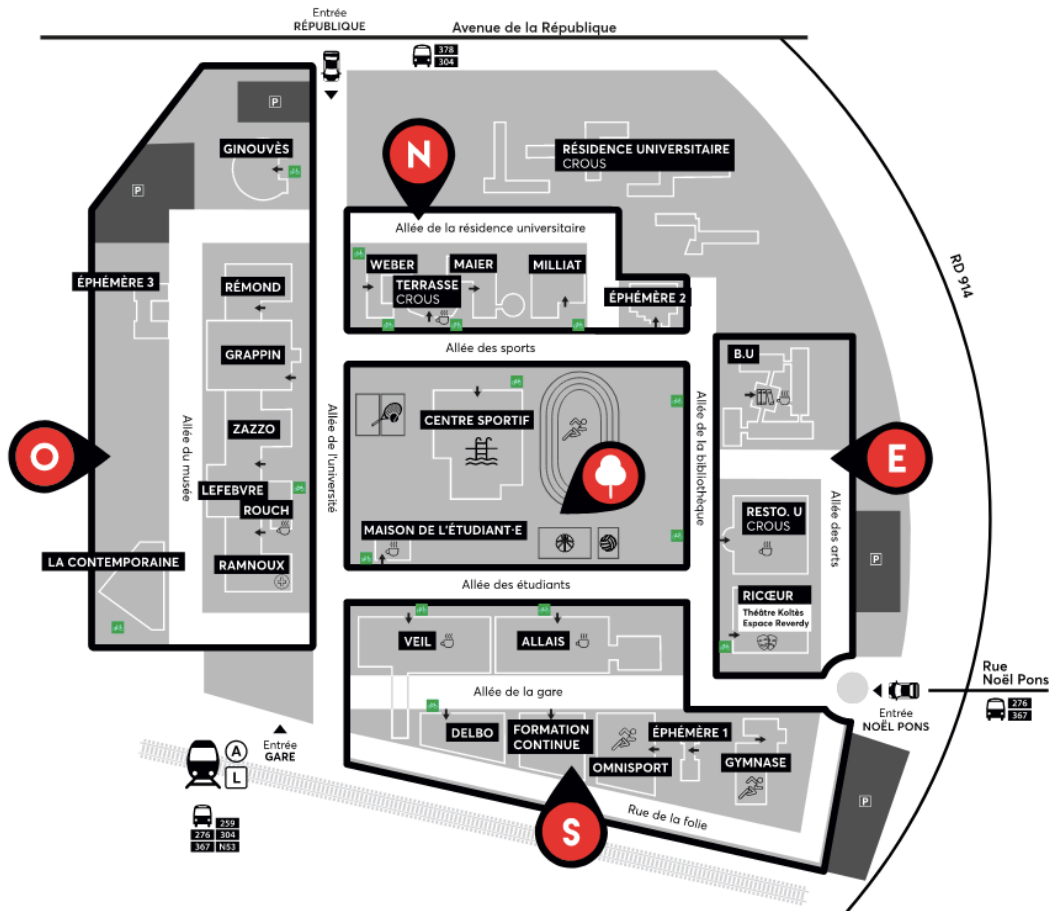 Entrée
RÉPUBLIQUE
Avenue de la République
378
304
P
GINOUVÈS
N
RÉSIDENCE UNIVERSITAIRE
CROUS
P
Allée de la résidence universitaire
RD 914
WEBER
MAIER
MILLIAT
TERRASSE
CROUS
ÉPHÉMÈRE 3
RÉMOND
ÉPHÉMÈRE 2
Allée des sports
GRAPPIN
B.U
Allée du musée
ZAZZO
Allée de l'université
CENTRE SPORTIF
Allée de la bibliothèque
O
E
LEFEBVRE
ROUCH
RESTO. U
CROUS
Allée des arts
MAISON DE L'ÉTUDIANT·E
LA CONTEMPORAINE
RAMNOUX
P
Allée des étudiants
RICŒUR
Théâtre Koltès
Espace Reverdy
VEIL
ALLAIS
Rue
Noël Pons
276
367
Allée de la gare
Entrée
NOËL PONS
DELBO
FORMATION
CONTINUE
ÉPHÉMÈRE 1
OMNISPORT
GYMNASE
Entrée
GARE
A
L
P
Rue de la folie
S
259
276 304
367 N53